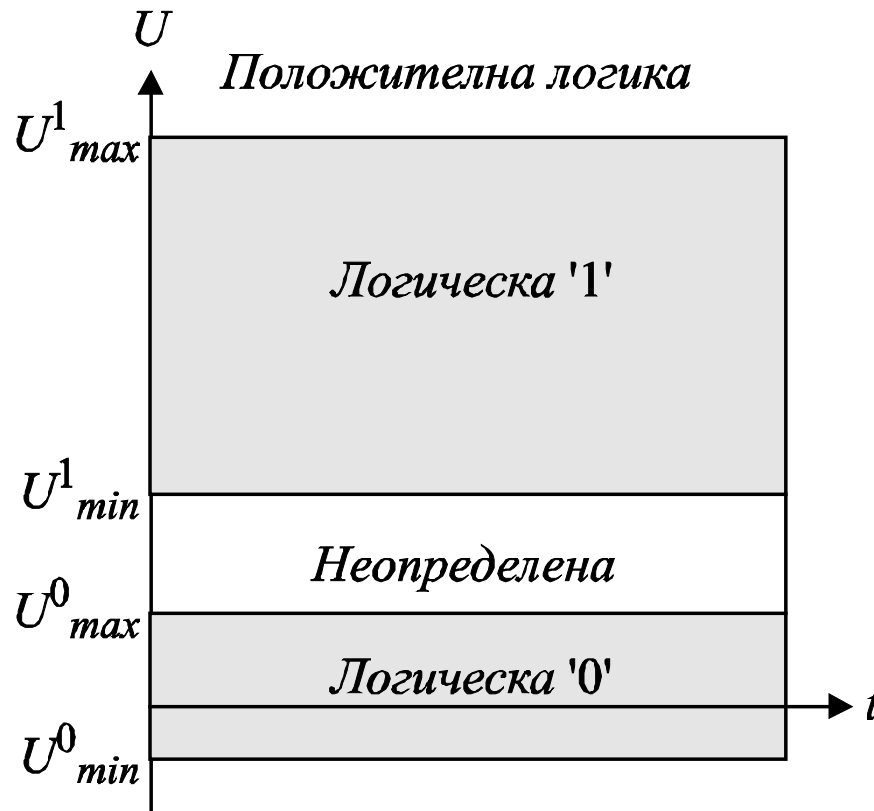 U
Положителна логика
U¹max
Логическа '1'
U¹min
Неопределена
U⁰max
Логическа '0'
t
U⁰min